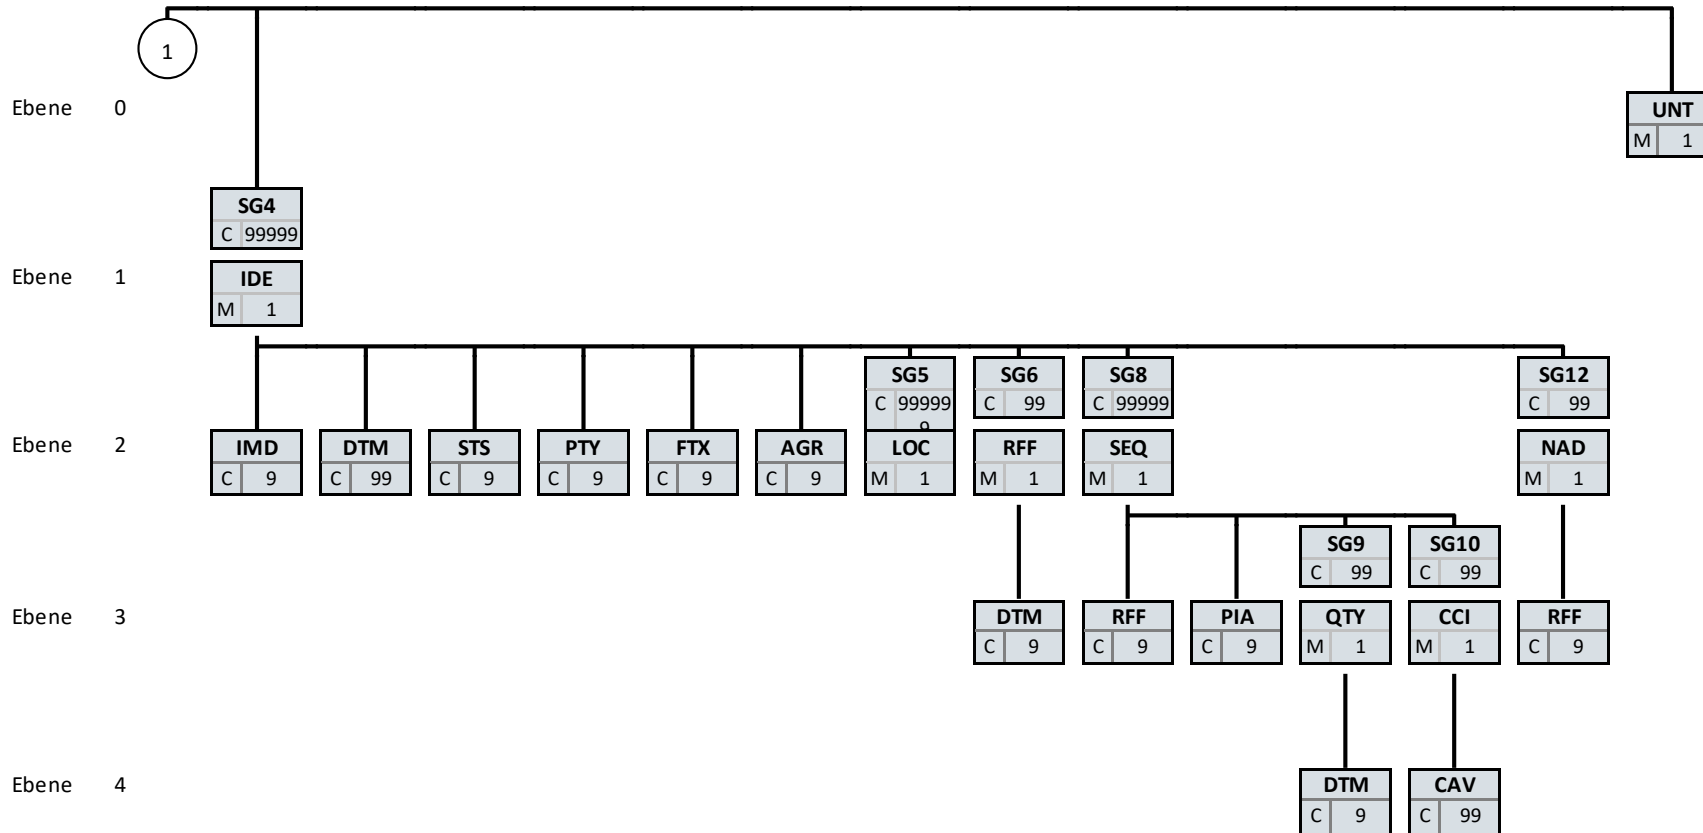 1
Ebene 0
UNT
M 1
SG4
C 99999
Ebene 1
IDE
M 1
SG5 SG6 SG8 SG12
C 99999 C 99 C 99999 C 99
9
Ebene 2
IMD DTM STS PTY FTX AGR LOC RFF SEQ NAD
C 9 C 99 C 9 C 9 C 9 C 9 M 1 M 1 M 1 M 1
SG9 SG10
C 99 C 99
Ebene 3
DTM RFF PIA QTY CCI RFF
C 9 C 9 C 9 M 1 M 1 C 9
Ebene 4
DTM CAV
C 9 C 99